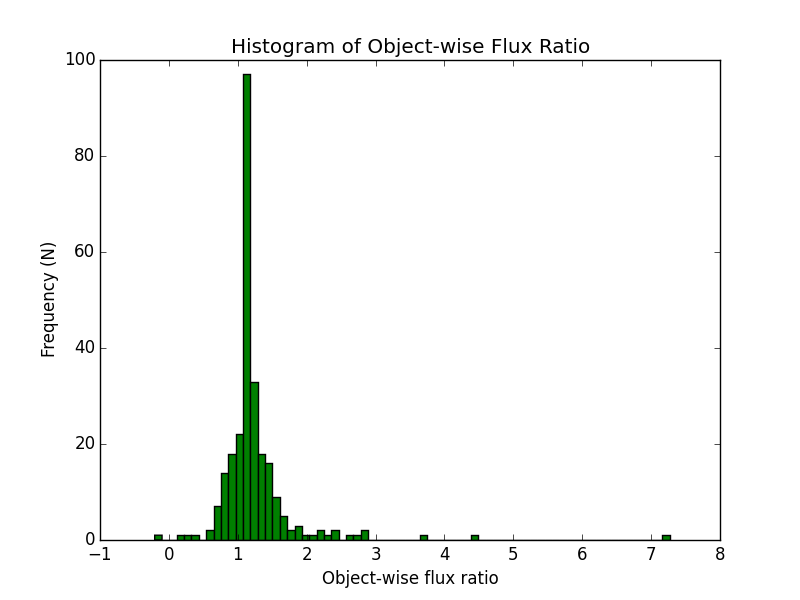 Histogram of Object-wise Flux Ratio
100
80
60
40
20
0
Frequency (N)
−1 0 1 2 3 4 5 6 7 8
Object-wise flux ratio